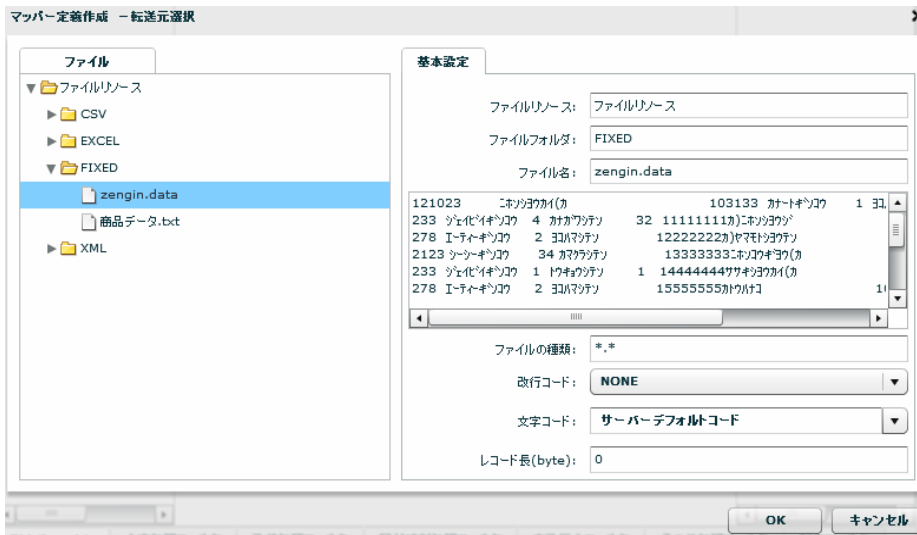 マッパー定義作成 －転送元選択
ファイル
ファイルリソース
CSV
EXCEL
FIXED
zengin.data
商品データ.txt
XML
基本設定
ファイルリソース: ファイルリソース
ファイルフォルダ: FIXED
ファイル名: zengin.data
121023 ﾆﾎﾝｼﾖｳｶｲ(ｶ 103133 ｶﾅｰﾄｷﾞﾝｺｳ 1 ﾖｺ
233 ｼﾞｪｲﾋﾞｲｷﾞﾝｺｳ 4 ｶﾅｶﾞﾜｼﾃﾝ 32 11111111ｶ)ﾆﾎﾝｼﾖｳｼﾞ
278 ｴｰﾃｨｰｷﾞﾝｺｳ 2 ﾖｺﾊﾏｼﾃﾝ 12222222ｶ)ﾔﾏﾓﾄｼﾖｳﾃﾝ
2123 ｼｰｼｰｷﾞﾝｺｳ 34 ｶﾏｸﾗｼﾃﾝ 13333333ﾆﾎﾝｺｳｷﾞﾖｳ(ｶ
233 ｼﾞｪｲﾋﾞｲｷﾞﾝｺｳ 1 ﾄｳｷｮｳｼﾃﾝ 1 14444444ｻｻｷｼﾖｳｶｲ(ｶ
278 ｴｰﾃｨｰｷﾞﾝｺｳ 2 ﾖｺﾊﾏｼﾃﾝ 15555555ｶﾄｳﾊﾅｺ
ファイルの種類: *.*
改行コード: NONE
文字コード: サーバーデフォルトコード
レコード長(byte): 0
OK キャンセル